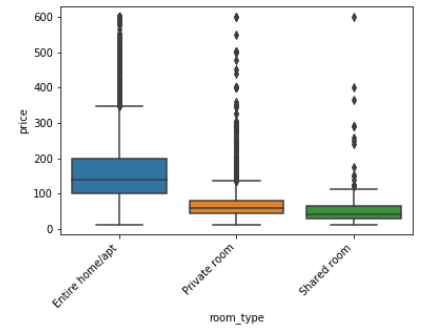 600
500
400
300
200
100
0
price
Entire home/apt
Private room
Shared room
room_type